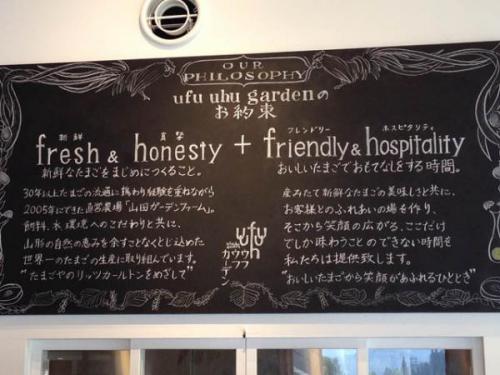 OUR
PHILOSOPHY
ufu uhu gardenの
お約束
新鮮 真摯 フレンドリー ホスピタリティ
fresh & honesty + friendly & hospitality
新鮮なたまごをまじめにつくること。
30年以上たまごの流通に携わり経験を重ねながら
2005年にできた直営農場「山田ガーデンファーム」。
飼料、水、環境へのこだわりと共に、
山形の自然の恵みを余すことなくとじ込めた
世界一のたまごの生産に取り組んでいます。
"たまごやのリッツカールトンをめざして"
ufu
uhu
ウフウフ
ガーデン
おいしいたまごでおもてなしをする時間。
産みたて新鮮なたまごの美味しさと共に、
お客様とのふれあいの場を作り、
そこから笑顔の広がる、ここだけ
でしか味わうことのできない時間を
私たちは提供致します。
"おいしいたまごから笑顔があふれるひととき"